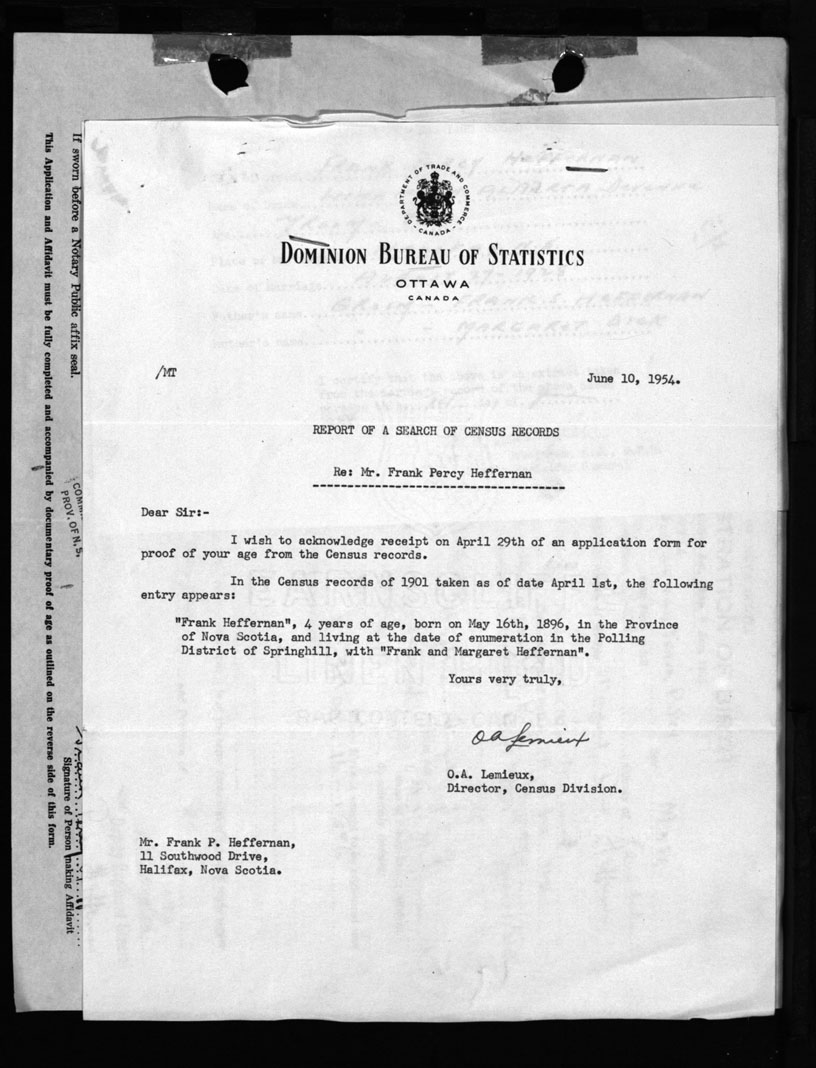 DEPARTMENT OF TRADE AND COMMERCE
- CANADA -
DOMINION BUREAU OF STATISTICS
OTTAWA
CANADA
/MT
June 10, 1954.
REPORT OF A SEARCH OF CENSUS RECORDS
Re: Mr. Frank Percy Heffernan
Dear Sir:-
I wish to acknowledge receipt on April 29th of an application form for
proof of your age from the Census records.
In the Census records of 1901 taken as of date April 1st, the following
entry appears:
"Frank Heffernan", 4 years of age, born on May 16th, 1896, in the Province
of Nova Scotia, and living at the date of enumeration in the Polling
District of Springhill, with "Frank and Margaret Heffernan".
Yours very truly,
O A Lemieux
O.A. Lemieux,
Director, Census Division.
Mr. Frank P. Heffernan,
11 Southwood Drive,
Halifax, Nova Scotia.
If sworn before a Notary Public affix seal.
This Application and Affidavit must be fully completed and accompanied by documentary proof of age as outlined on the reverse side of this form.
PROV. OF N.S.
Signature of Person making Affidavit